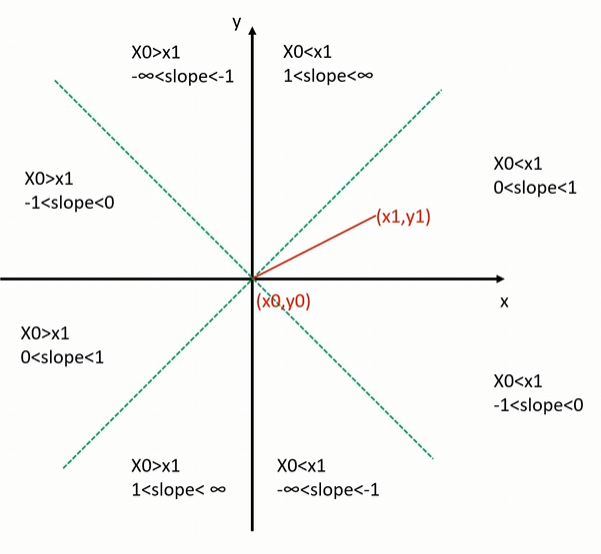 y
X0>x1
-∞<slope<-1
X0<x1
1<slope<∞
X0<x1
0<slope<1
X0>x1
-1<slope<0
(x1,y1)
(x0,y0)
x
X0>x1
0<slope<1
X0<x1
-1<slope<0
X0>x1
1<slope< ∞
X0<x1
-∞<slope<-1